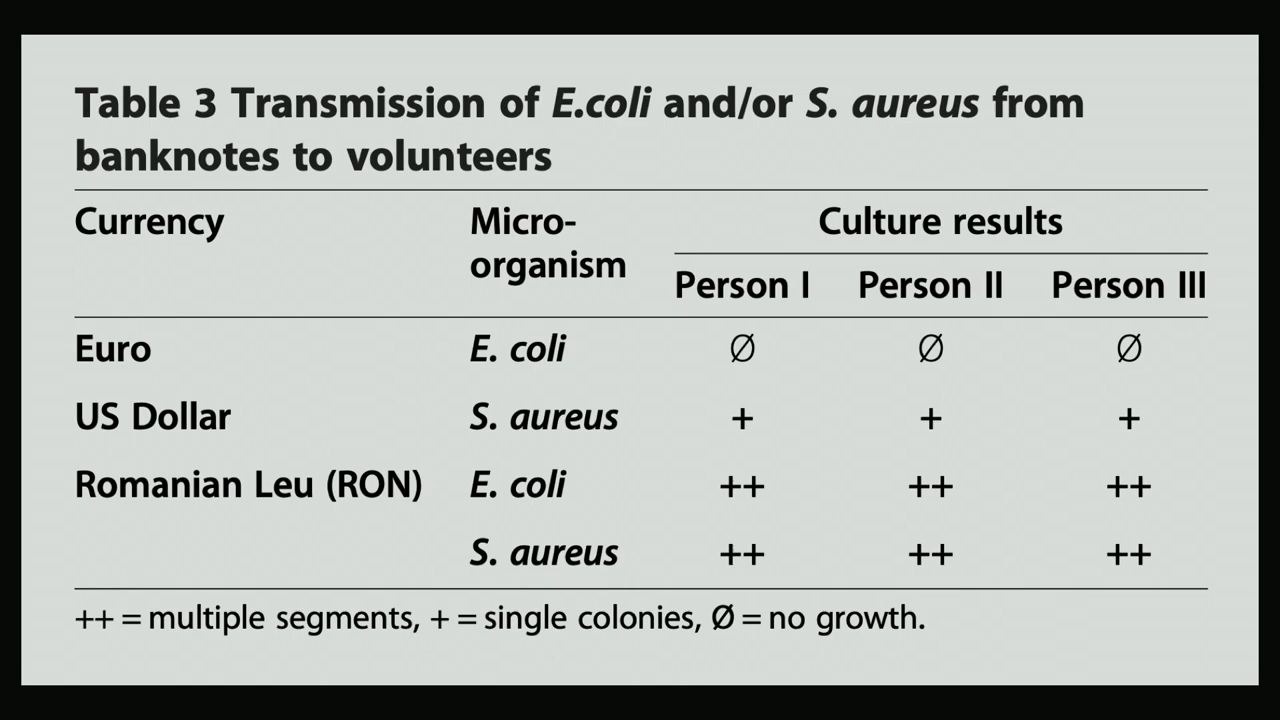 Table 3 Transmission of E.coli and/or S. aureus from
banknotes to volunteers
Currency Micro-organism Culture results
Person I Person II Person III
Euro E. coli Ø Ø Ø
US Dollar S. aureus + + +
Romanian Leu (RON) E. coli ++ ++ ++
S. aureus ++ ++ ++
++ = multiple segments, + = single colonies, Ø = no growth.